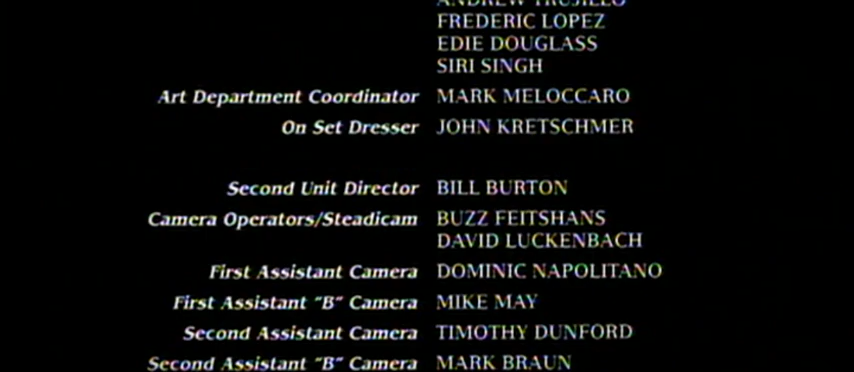 ANDREW TRUJILLO
FREDERIC LOPEZ
EDIE DOUGLASS
SIRI SINGH
Art Department Coordinator MARK MELOCCARO
On Set Dresser JOHN KRETSCHMER
Second Unit Director BILL BURTON
Camera Operators/Steadicam BUZZ FEITSHANS
DAVID LUCKENBACH
First Assistant Camera DOMINIC NAPOLITANO
First Assistant "B" Camera MIKE MAY
Second Assistant Camera TIMOTHY DUNFORD
Second Assistant "B" Camera MARK BRAUN